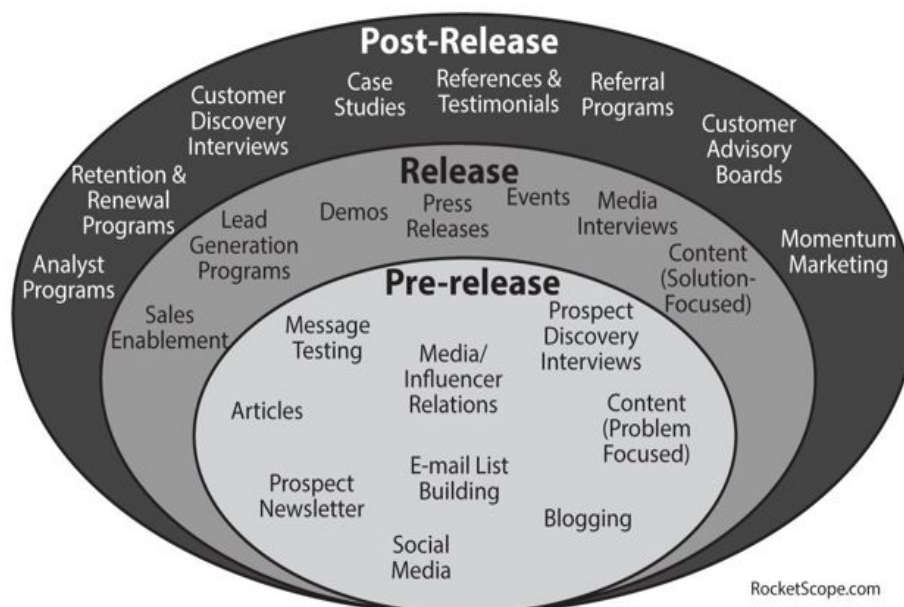 Post-Release
Case
Studies
References &
Testimonials
Referral
Programs
Customer
Discovery
Interviews
Customer
Advisory
Boards
Retention &
Renewal
Programs
Analyst
Programs
Momentum
Marketing
Release
Lead
Generation
Programs
Demos
Press
Releases
Events
Media
Interviews
Content
(Solution-
Focused)
Sales
Enablement
Pre-release
Message
Testing
Media/
Influencer
Relations
Prospect
Discovery
Interviews
Articles
Content
(Problem
Focused)
E-mail List
Building
Prospect
Newsletter
Blogging
Social
Media
RocketScope.com